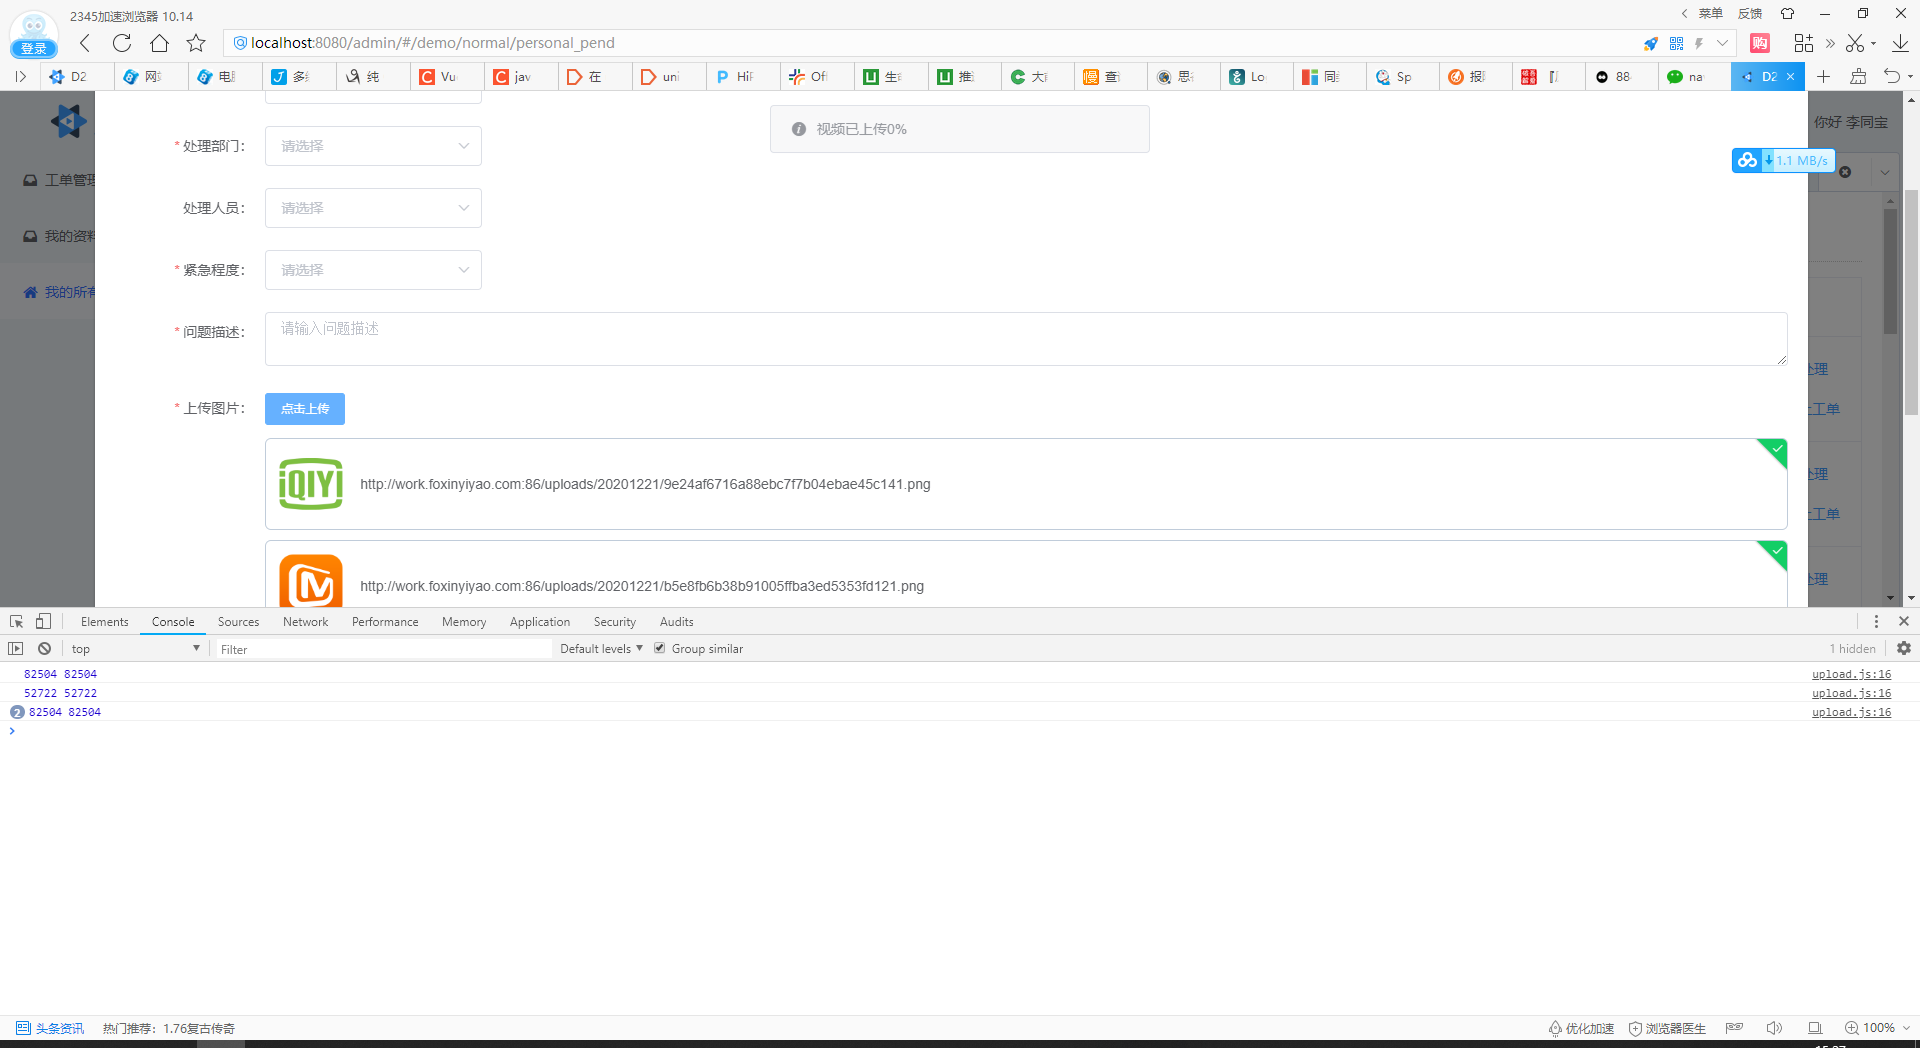 2345加速浏览器 10.14
菜单 反馈
登录
localhost:8080/admin/#/demo/normal/personal_pend
购
D2 网 电 多 纯 Vu jav 在 uni Hi Of 生 推 大 查 思 Lo 同 Sp 报 88 na D2
你好 李同宝
视频已上传0%
* 处理部门： 请选择
1.1 MB/s
工单管理
处理人员： 请选择
我的资料
* 紧急程度： 请选择
我的所有
* 问题描述： 请输入问题描述
处理
* 上传图片： 点击上传
工单
iQIYI
http://work.foxinyiyao.com:86/uploads/20201221/9e24af6716a88ebc7f7b04ebae45c141.png
处理
工单
http://work.foxinyiyao.com:86/uploads/20201221/b5e8fb6b38b91005ffba3ed5353fd121.png
处理
Elements Console Sources Network Performance Memory Application Security Audits
top Filter Default levels Group similar 1 hidden
82504 82504 upload.js:16
52722 52722 upload.js:16
2 82504 82504 upload.js:16
头条资讯 热门推荐： 1.76复古传奇 优化加速 浏览器医生 100%